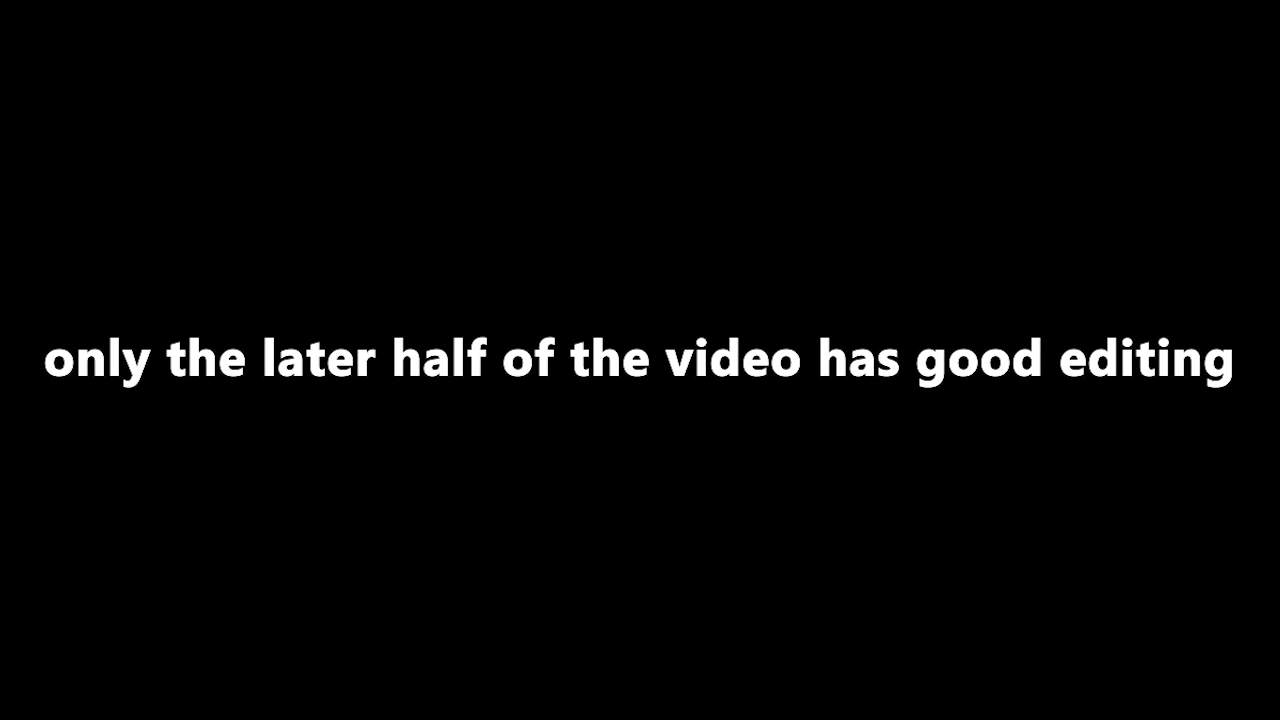 only the later half of the video has good editing